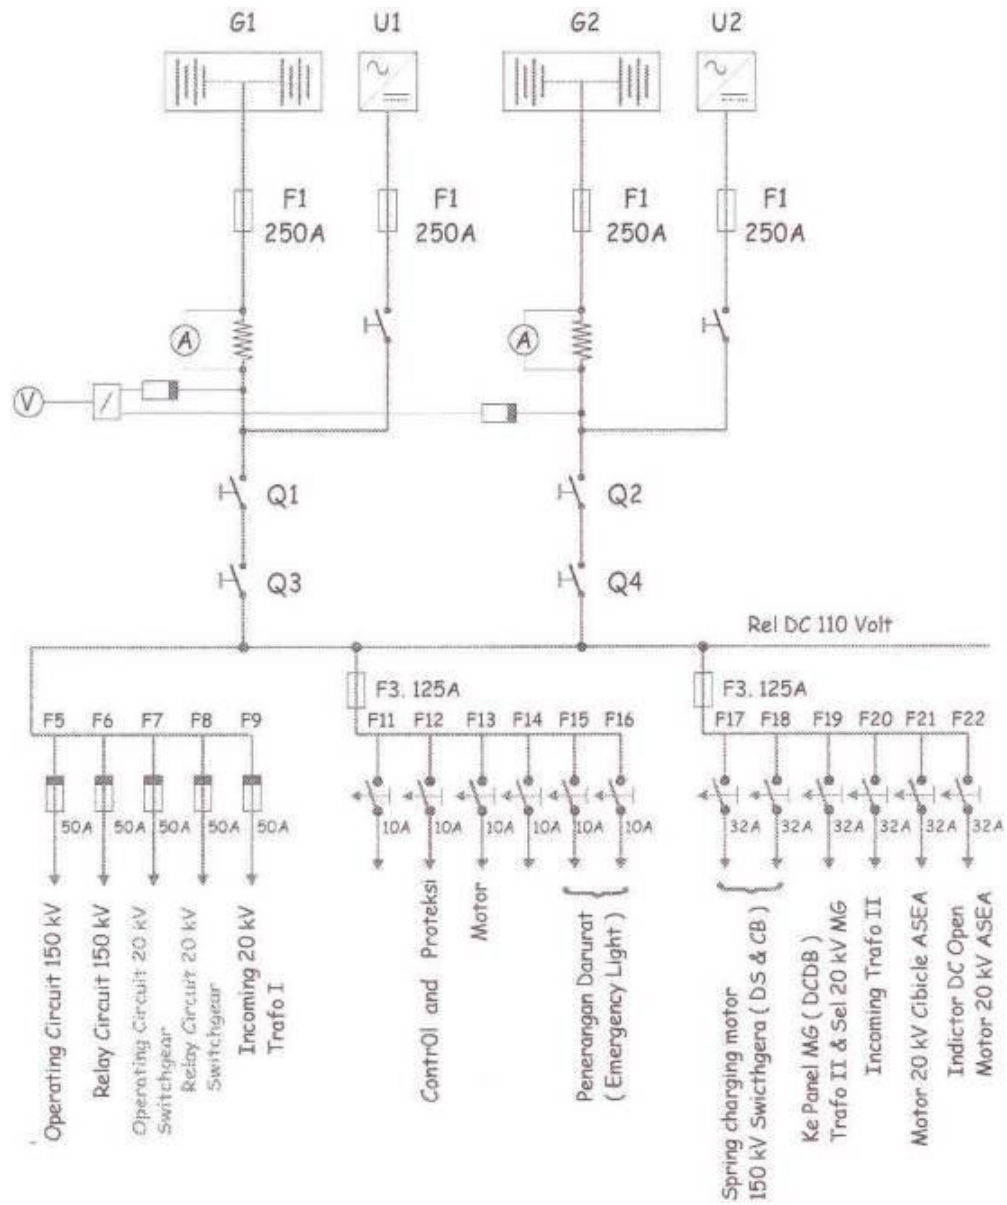 G1
U1
G2
U2
F1
250A
F1
250A
F1
250A
F1
250A
A
A
V
Q1
Q2
Q3
Q4
Rel DC 110 Volt
F3. 125A
F3. 125A
F5 F6 F7 F8 F9
F11 F12 F13 F14 F15 F16
F17 F18 F19 F20 F21 F22
50A 50A 50A 50A 50A
10A 10A 10A 10A 10A 10A
32A 32A 32A 32A 32A 32A
Operating Circuit 150 kV
Relay Circuit 150 kV
Operating Circuit 20 kV
Switchgear
Relay Circuit 20 kV
Switchgear
Incoming 20 kV
Trafo I
Contr0l and Proteksi
Motor
Penerangan Darurat
( Emergency Light )
Spring charging motor
150 kV Swicthgera ( DS & CB )
Ke Panel MG ( DCDB )
Trafo II & Sel 20 kV MG
Incoming Trafo II
Motor 20 kV Cibicle ASEA
Indictor DC Open
Motor 20 kV ASEA